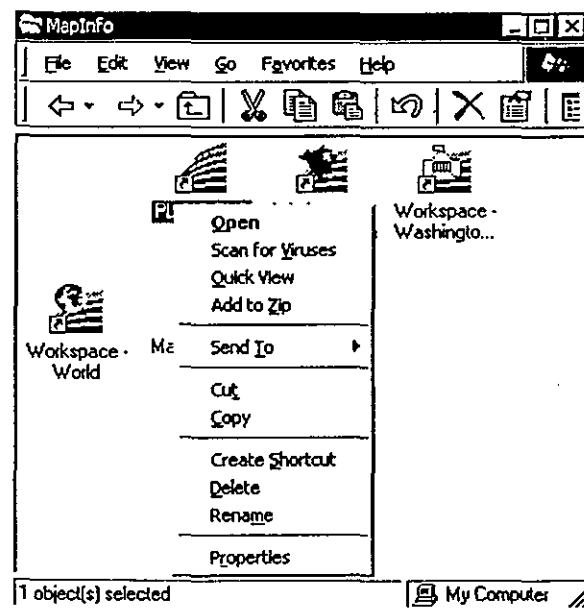 MapInfo
File Edit View Go Favorites Help
Workspace -
Washingto...
Open
Scan for Viruses
Quick View
Add to Zip
Workspace -
World
Ma
Send To
Cut
Copy
Create Shortcut
Delete
Rename
Properties
1 object(s) selected
My Computer